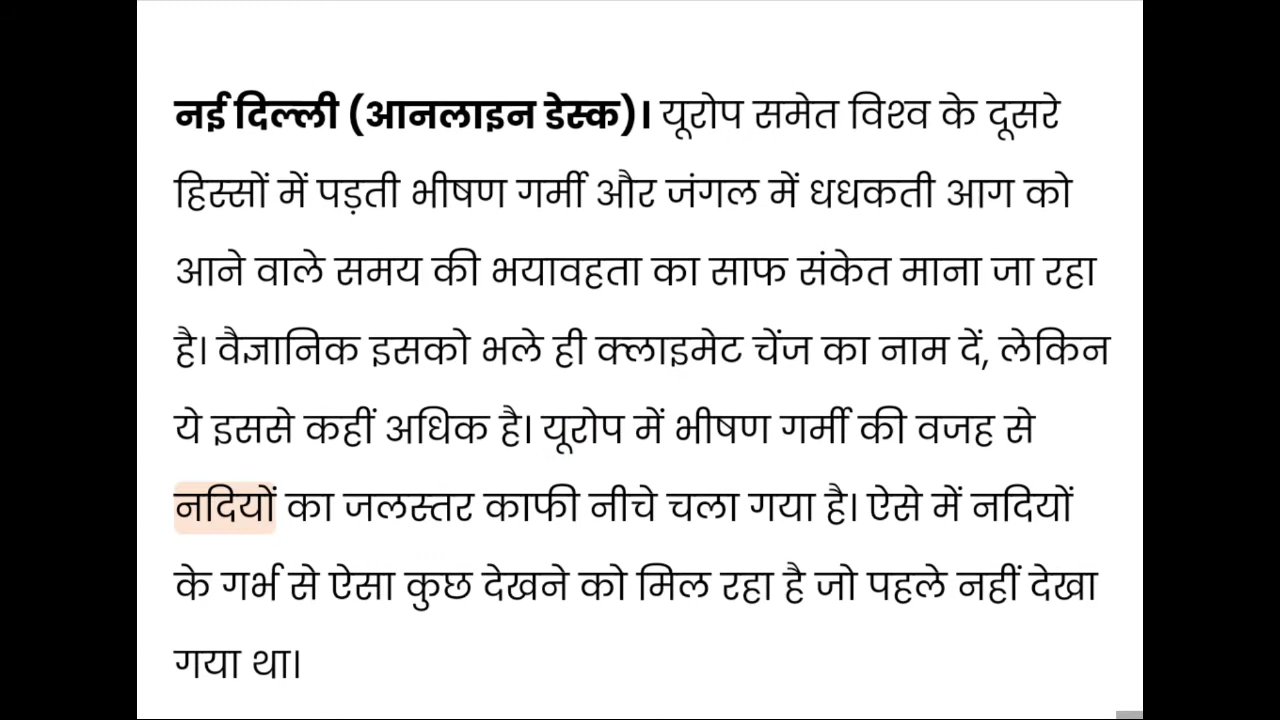 नई दिल्ली (आनलाइन डेस्क)। यूरोप समेत विश्व के दूसरे
हिस्सों में पड़ती भीषण गर्मी और जंगल में धधकती आग को
आने वाले समय की भयावहता का साफ संकेत माना जा रहा
है। वैज्ञानिक इसको भले ही क्लाइमेट चेंज का नाम दें, लेकिन
ये इससे कहीं अधिक है। यूरोप में भीषण गर्मी की वजह से
नदियों का जलस्तर काफी नीचे चला गया है। ऐसे में नदियों
के गर्भ से ऐसा कुछ देखने को मिल रहा है जो पहले नहीं देखा
गया था।